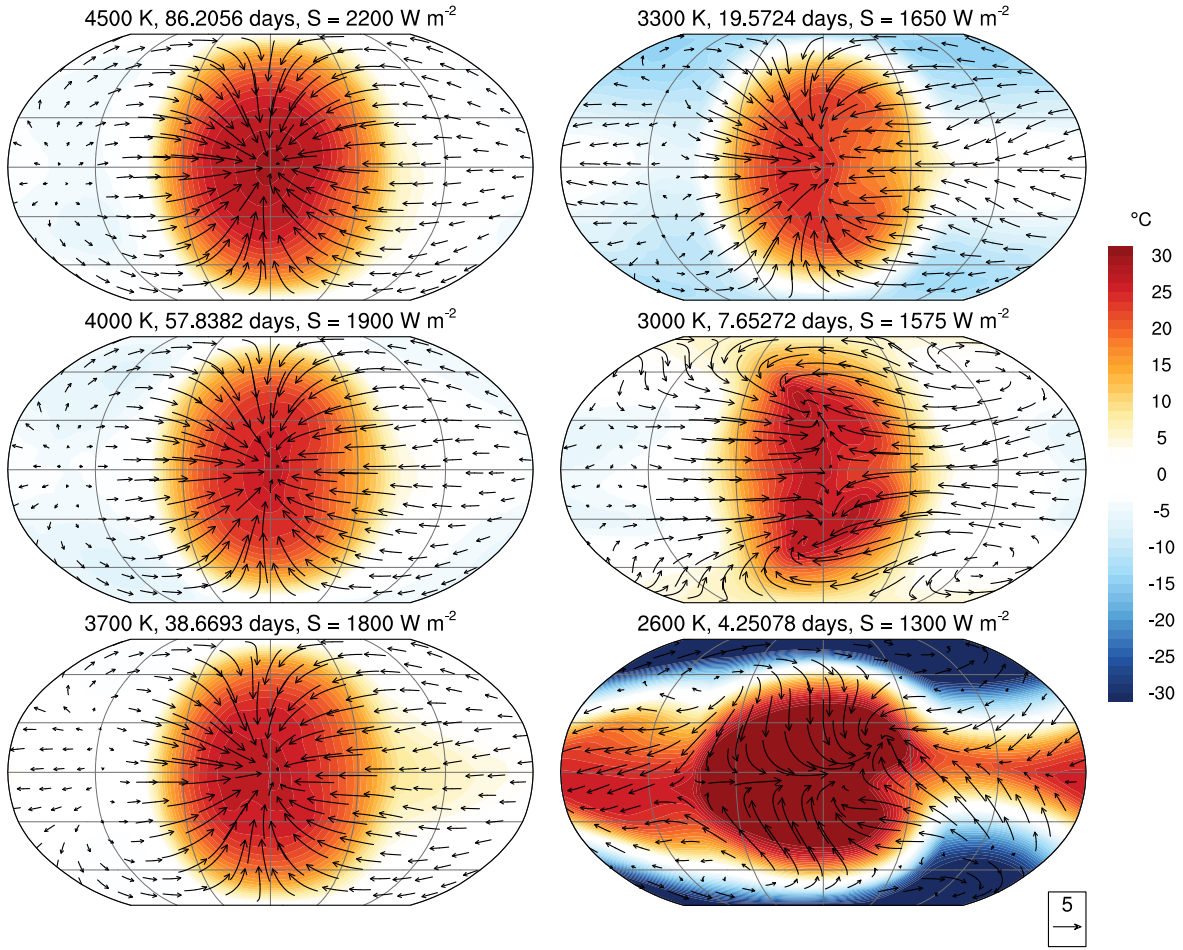 4500 K, 86.2056 days, S = 2200 W m-2
3300 K, 19.5724 days, S = 1650 W m-2
4000 K, 57.8382 days, S = 1900 W m-2
3000 K, 7.65272 days, S = 1575 W m-2
3700 K, 38.6693 days, S = 1800 W m-2
2600 K, 4.25078 days, S = 1300 W m-2
°C
30
25
20
15
10
5
0
-5
-10
-15
-20
-25
-30
5